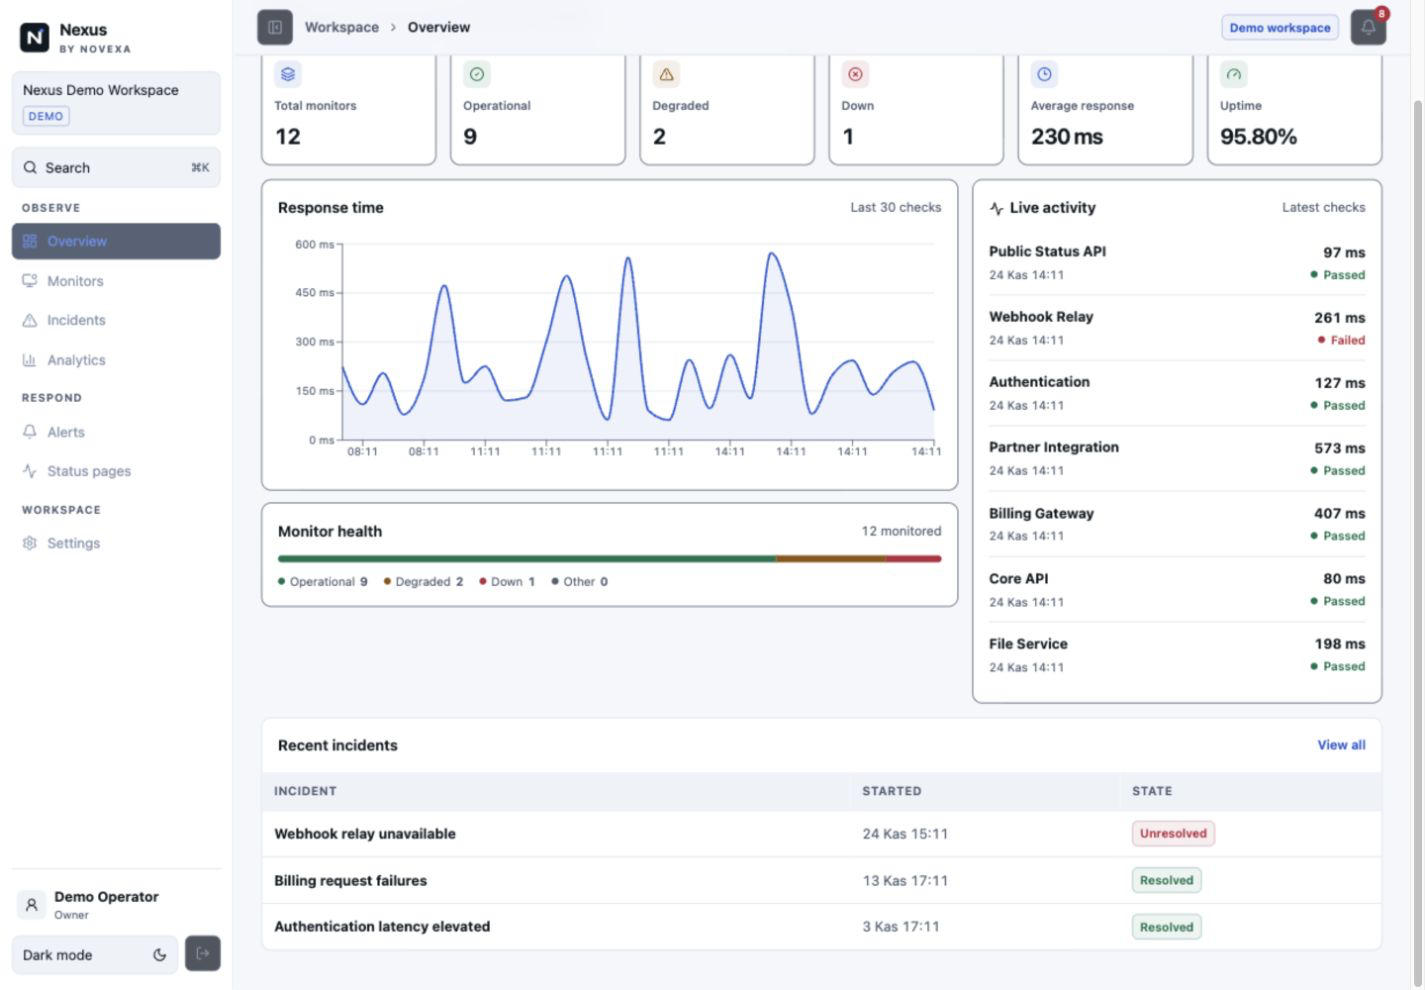 Nexus
BY NOVEXA
Nexus Demo Workspace
DEMO
Search ⌘K
OBSERVE
Overview
Monitors
Incidents
Analytics
RESPOND
Alerts
Status pages
WORKSPACE
Settings
Demo Operator
Owner
Dark mode
Workspace > Overview
Demo workspace
8
Total monitors
12
Operational
9
Degraded
2
Down
1
Average response
230 ms
Uptime
95.80%
Response time Last 30 checks
600 ms
450 ms
300 ms
150 ms
0 ms
08:11 08:11 11:11 11:11 11:11 11:11 14:11 14:11 14:11 14:11
Monitor health 12 monitored
Operational 9 Degraded 2 Down 1 Other 0
Live activity Latest checks
Public Status API 97 ms
24 Kas 14:11 Passed
Webhook Relay 261 ms
24 Kas 14:11 Failed
Authentication 127 ms
24 Kas 14:11 Passed
Partner Integration 573 ms
24 Kas 14:11 Passed
Billing Gateway 407 ms
24 Kas 14:11 Passed
Core API 80 ms
24 Kas 14:11 Passed
File Service 198 ms
24 Kas 14:11 Passed
Recent incidents View all
INCIDENT STARTED STATE
Webhook relay unavailable 24 Kas 15:11 Unresolved
Billing request failures 13 Kas 17:11 Resolved
Authentication latency elevated 3 Kas 17:11 Resolved